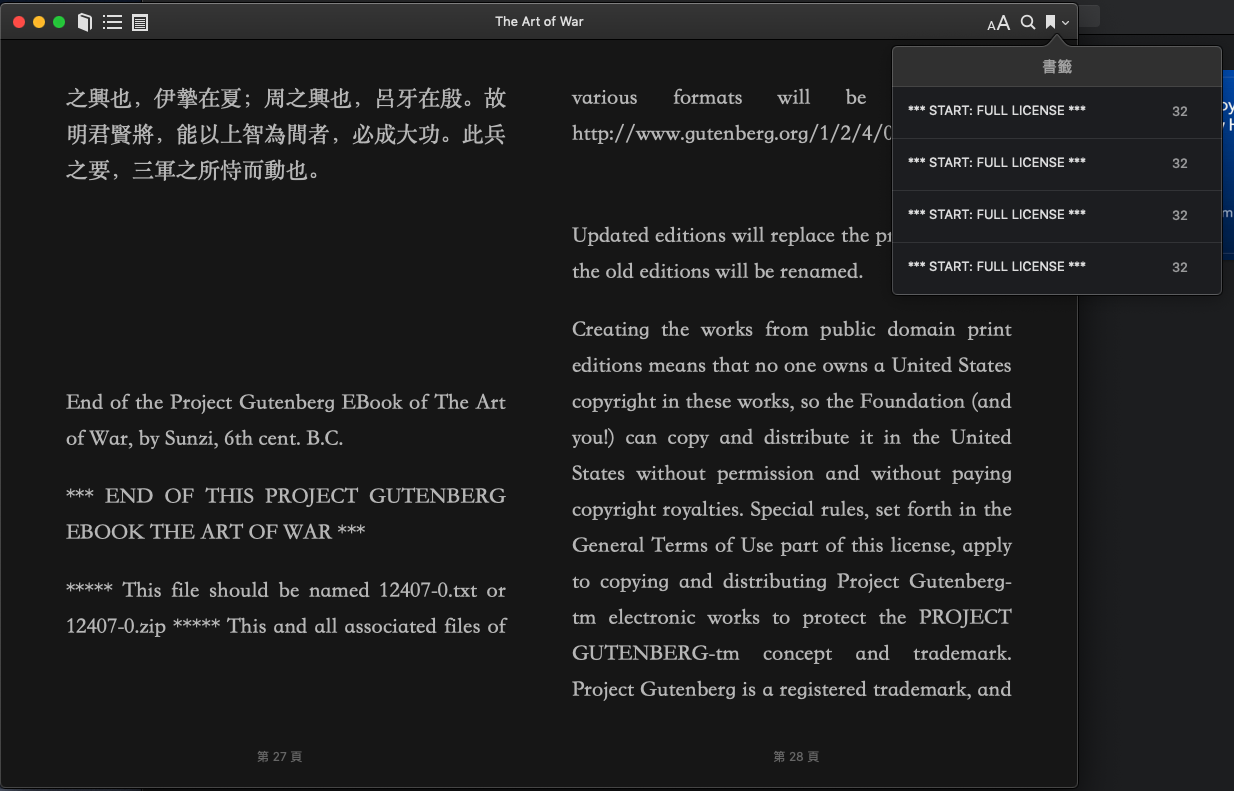 The Art of War
AA
之興也，伊摯在夏；周之興也，呂牙在殷。故
明君賢將，能以上智為間者，必成大功。此兵
之要，三軍之所恃而動也。
End of the Project Gutenberg EBook of The Art
of War, by Sunzi, 6th cent. B.C.
*** END OF THIS PROJECT GUTENBERG
EBOOK THE ART OF WAR ***
***** This file should be named 12407-0.txt or
12407-0.zip ***** This and all associated files of
第 27 頁
various formats will be
http://www.gutenberg.org/1/2/4/0
Updated editions will replace the pr
the old editions will be renamed.
Creating the works from public domain print
editions means that no one owns a United States
copyright in these works, so the Foundation (and
you!) can copy and distribute it in the United
States without permission and without paying
copyright royalties. Special rules, set forth in the
General Terms of Use part of this license, apply
to copying and distributing Project Gutenberg-
tm electronic works to protect the PROJECT
GUTENBERG-tm concept and trademark.
Project Gutenberg is a registered trademark, and
第 28 頁
書籤
*** START: FULL LICENSE *** 32
*** START: FULL LICENSE *** 32
*** START: FULL LICENSE *** 32
*** START: FULL LICENSE *** 32